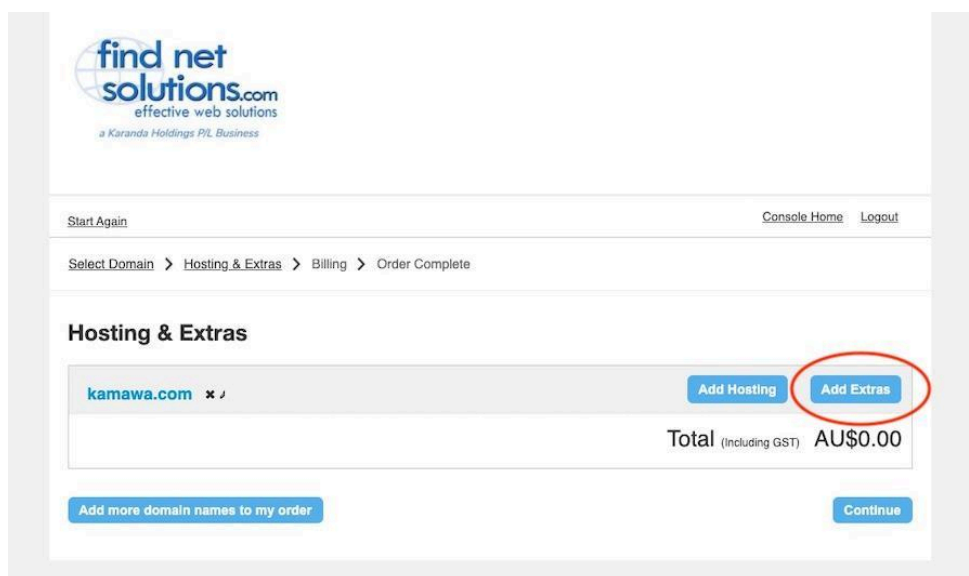 find net
solutions.com
effective web solutions
a Karanda Holdings P/L Business
Start Again
Console Home Logout
Select Domain > Hosting & Extras > Billing > Order Complete
Hosting & Extras
kamawa.com
Add Hosting
Add Extras
Total (Including GST) AU$0.00
Add more domain names to my order
Continue